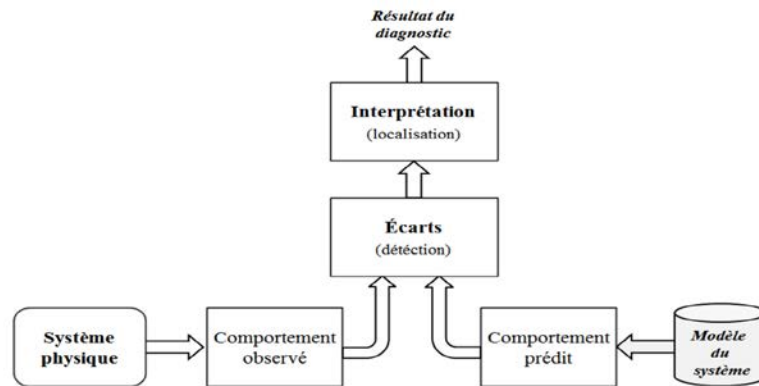 Résultat du
diagnostic
Interprétation
(localisation)
Écarts
(détéction)
Système
physique
Comportement
observé
Comportement
prédit
Modèle
du
système